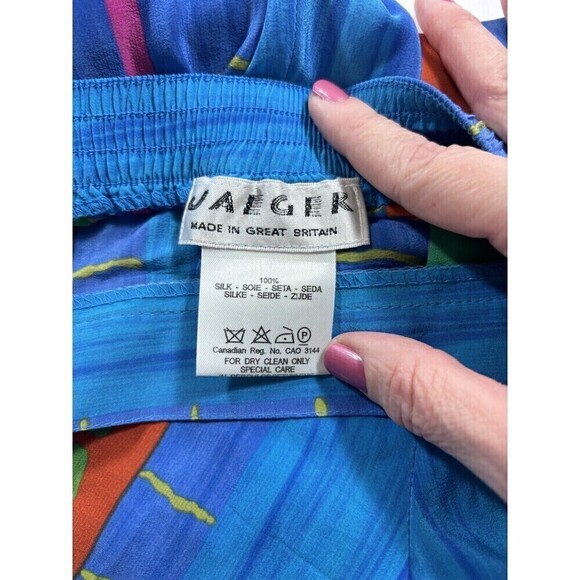 JAEGER
MADE IN GREAT BRITAIN
100%
SILK - SOIE - SETA - SEDA
SILKE - SEIDE - ZIJDE
P
Canadian Reg. No. CAO 3144
FOR DRY CLEAN ONLY
SPECIAL CARE